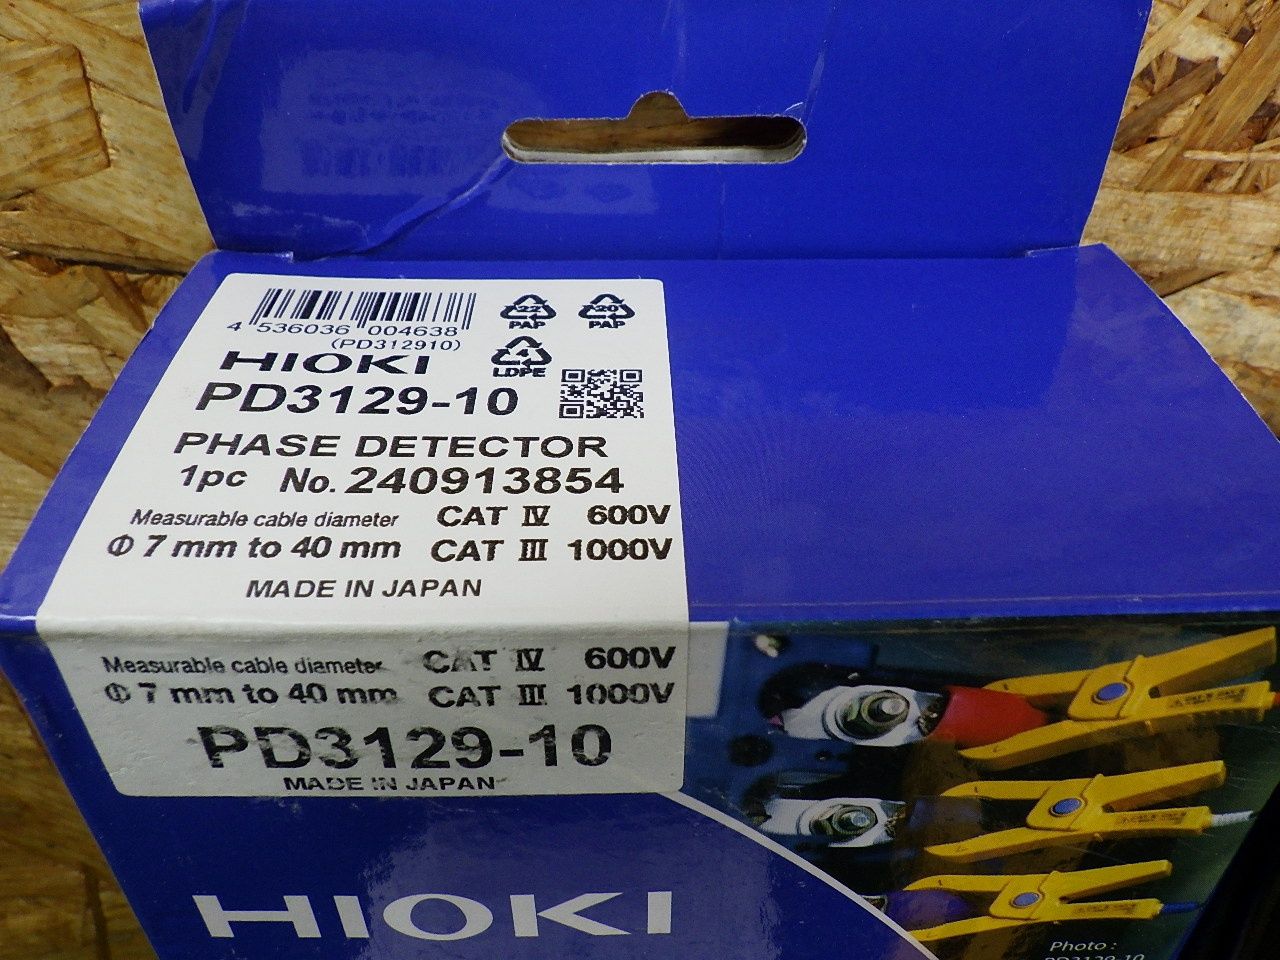 4 536036 004638
(PD312910)
22
PAP
20
PAP
4
LDPE
HIOKI
PD3129-10
PHASE DETECTOR
1pc No. 240913854
Measurable cable diameter CAT Ⅳ 600V
Φ 7 mm to 40 mm CAT Ⅲ 1000V
MADE IN JAPAN
Measurable cable diameter CAT Ⅳ 600V
Φ 7 mm to 40 mm CAT Ⅲ 1000V
PD3129-10
MADE IN JAPAN
HIOKI
Photo :
PD3129-10